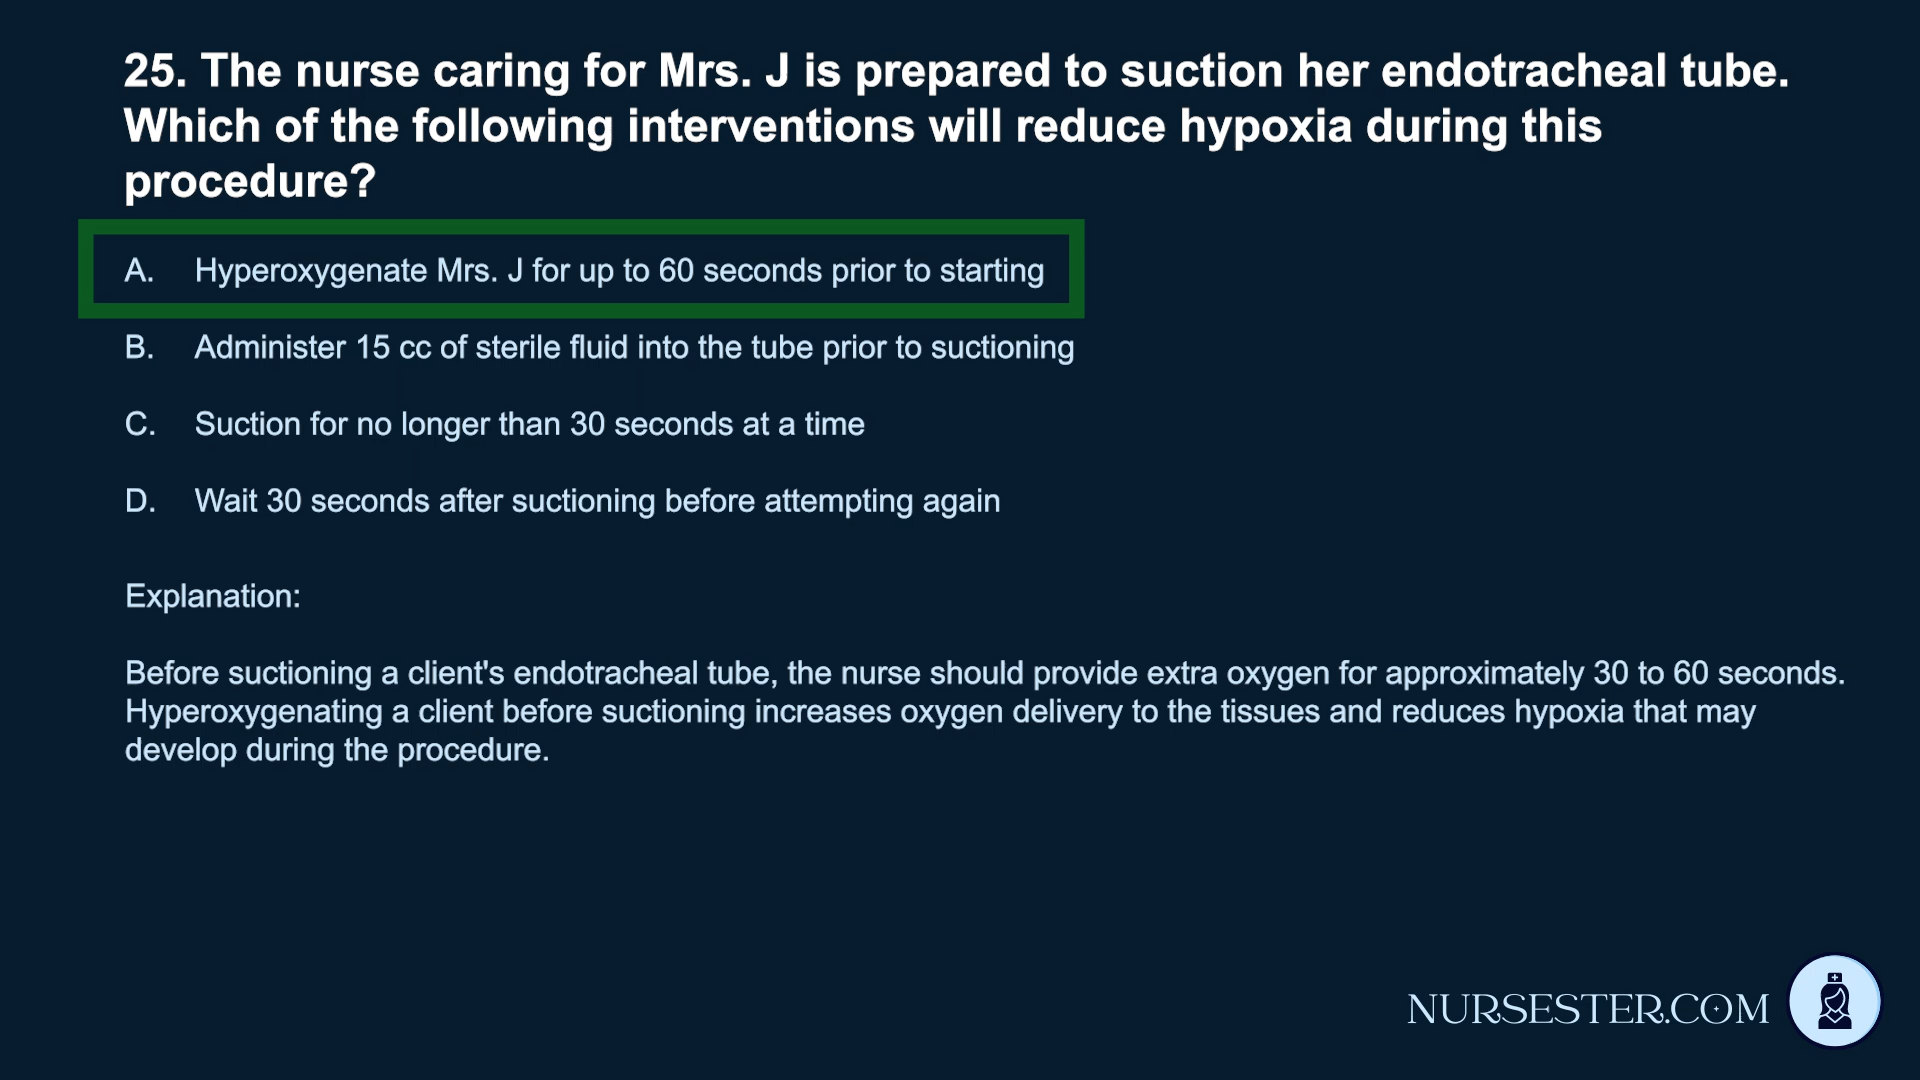 25. The nurse caring for Mrs. J is prepared to suction her endotracheal tube.
Which of the following interventions will reduce hypoxia during this
procedure?
A. Hyperoxygenate Mrs. J for up to 60 seconds prior to starting
B. Administer 15 cc of sterile fluid into the tube prior to suctioning
C. Suction for no longer than 30 seconds at a time
D. Wait 30 seconds after suctioning before attempting again
Explanation:
Before suctioning a client's endotracheal tube, the nurse should provide extra oxygen for approximately 30 to 60 seconds.
Hyperoxygenating a client before suctioning increases oxygen delivery to the tissues and reduces hypoxia that may
develop during the procedure.
NURSESTER.COM